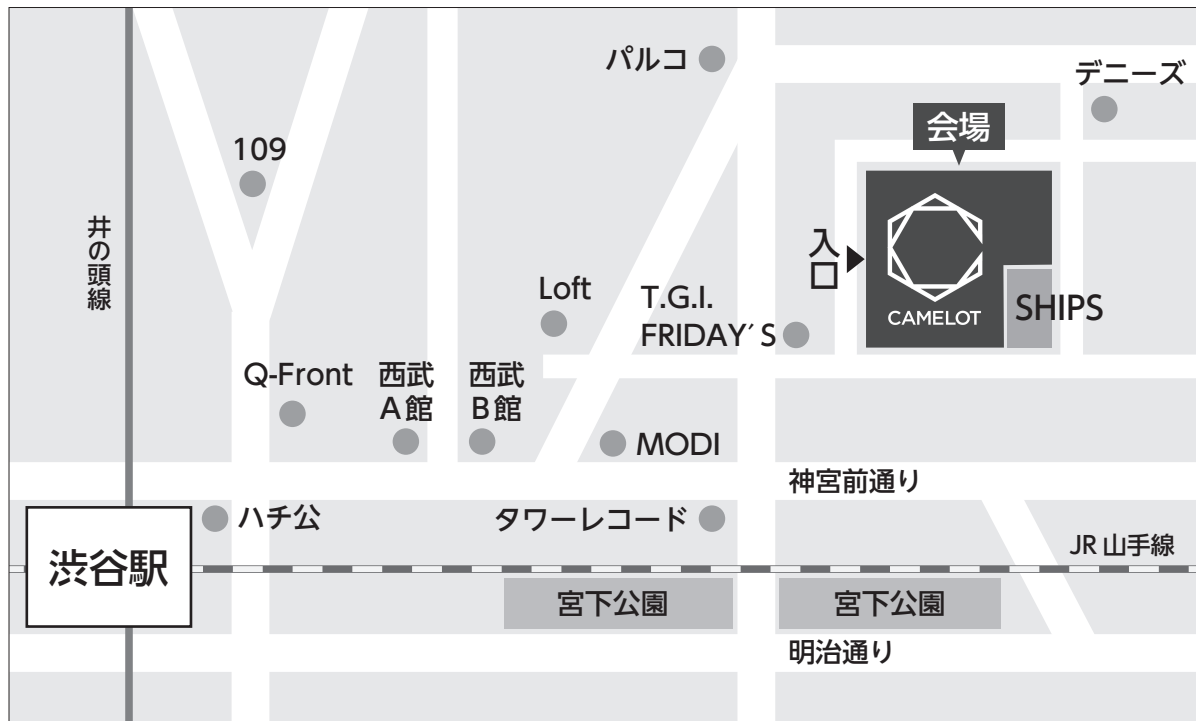 パルコ
デニーズ
会場
109
井の頭線
入口
Loft
T.G.I.
FRIDAY´S
CAMELOT
SHIPS
Q-Front
西武
A館
西武
B館
MODI
神宮前通り
ハチ公
タワーレコード
JR 山手線
渋谷駅
宮下公園
宮下公園
明治通り